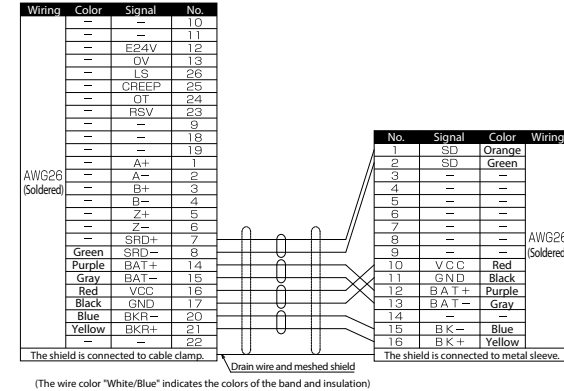 Wiring Color Signal No.
— — 10
— — 11
— E24V 12
— 0V 13
— LS 26
— CREEP 25
— OT 24
— RSV 23
— — 9
— — 18
— — 19
— A+ 1
AWG26 — A− 2
(Soldered) — B+ 3
— B− 4
— Z+ 5
— Z− 6
— SRD+ 7
Green SRD− 8
Purple BAT+ 14
Gray BAT− 15
Red VCC 16
Black GND 17
Blue BKR− 20
Yellow BKR+ 21
— — 22
The shield is connected to cable clamp.
No. Signal Color Wiring
1 SD Orange
2 SD Green
3 — —
4 — —
5 — —
6 — —
7 — —
8 — — AWG26
9 — — (Soldered)
10 VCC Red
11 GND Black
12 BAT+ Purple
13 BAT− Gray
14 — —
15 BK− Blue
16 BK+ Yellow
The shield is connected to metal sleeve.
Drain wire and meshed shield
(The wire color "White/Blue" indicates the colors of the band and insulation)